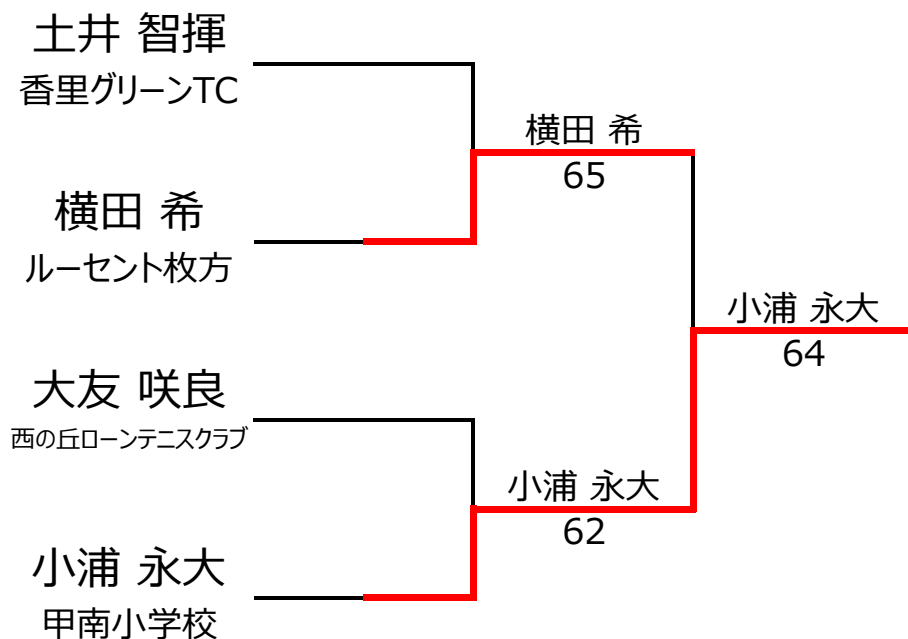 土井 智揮
香里グリーンTC
横田 希
ルーセント枚方
大友 咲良
西の丘ローンテニスクラブ
小浦 永大
甲南小学校
横田 希
65
小浦 永大
62
小浦 永大
64